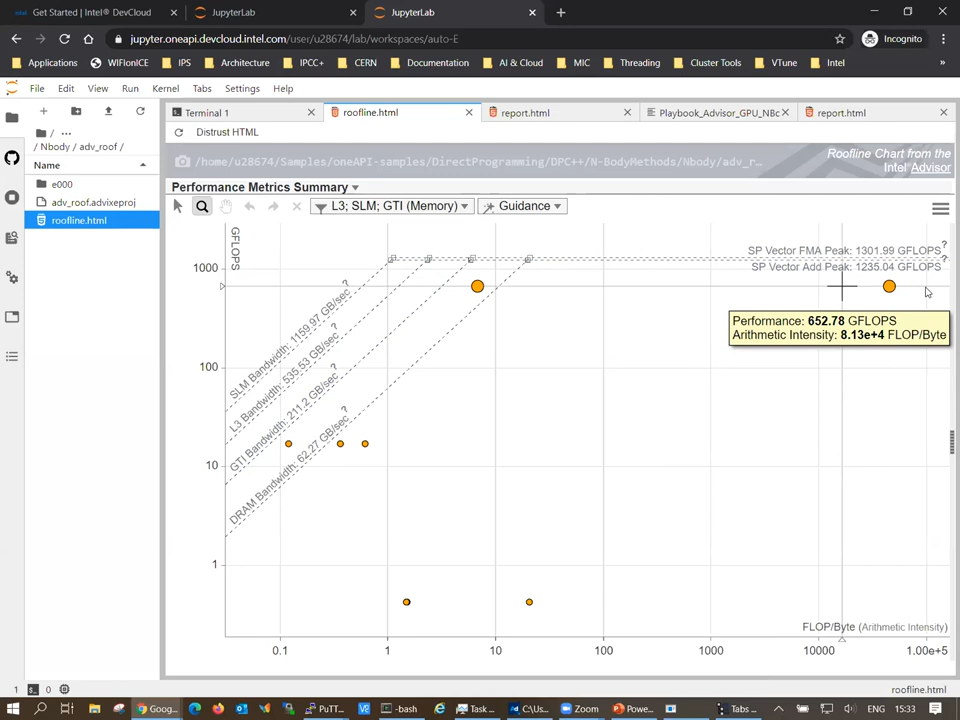 Get Started | Intel® DevCloud
JupyterLab
JupyterLab
jupyter.oneapi.devcloud.intel.com/user/u28674/lab/workspaces/auto-E
Incognito
Applications
WIFIonICE
IPS
Architecture
IPCC+
CERN
Documentation
AI & Cloud
MIC
Threading
Cluster Tools
VTune
Intel
»
File Edit View Run Kernel Tabs Settings Help
Terminal 1
roofline.html
report.html
Playbook_Advisor_GPU_NBc
report.html
Distrust HTML
/ ...
/ Nbody / adv_roof /
Name
e000
adv_roof.advixeproj
roofline.html
/home/u28674/Samples/oneAPI-samples/DirectProgramming/DPC++/N-BodyMethods/Nbody/adv_r...
Roofline Chart from the
Intel Advisor
Performance Metrics Summary
L3; SLM; GTI (Memory)
Guidance
GFLOPS
1000
100
10
1
SP Vector FMA Peak: 1301.99 GFLOPS ?
SP Vector Add Peak: 1235.04 GFLOPS ?
SLM Bandwidth: 1159.97 GB/sec ?
L3 Bandwidth: 535.53 GB/sec ?
GTI Bandwidth: 211.2 GB/sec ?
DRAM Bandwidth: 62.27 GB/sec ?
Performance: 652.78 GFLOPS
Arithmetic Intensity: 8.13e+4 FLOP/Byte
FLOP/Byte (Arithmetic Intensity)
0.1 1 10 100 1000 10000 1.00e+5
1 0
roofline.html
Goog...
PuTT...
-bash
Task ...
C:\Us...
Zoom
Powe...
Tabs ...
ENG
15:33